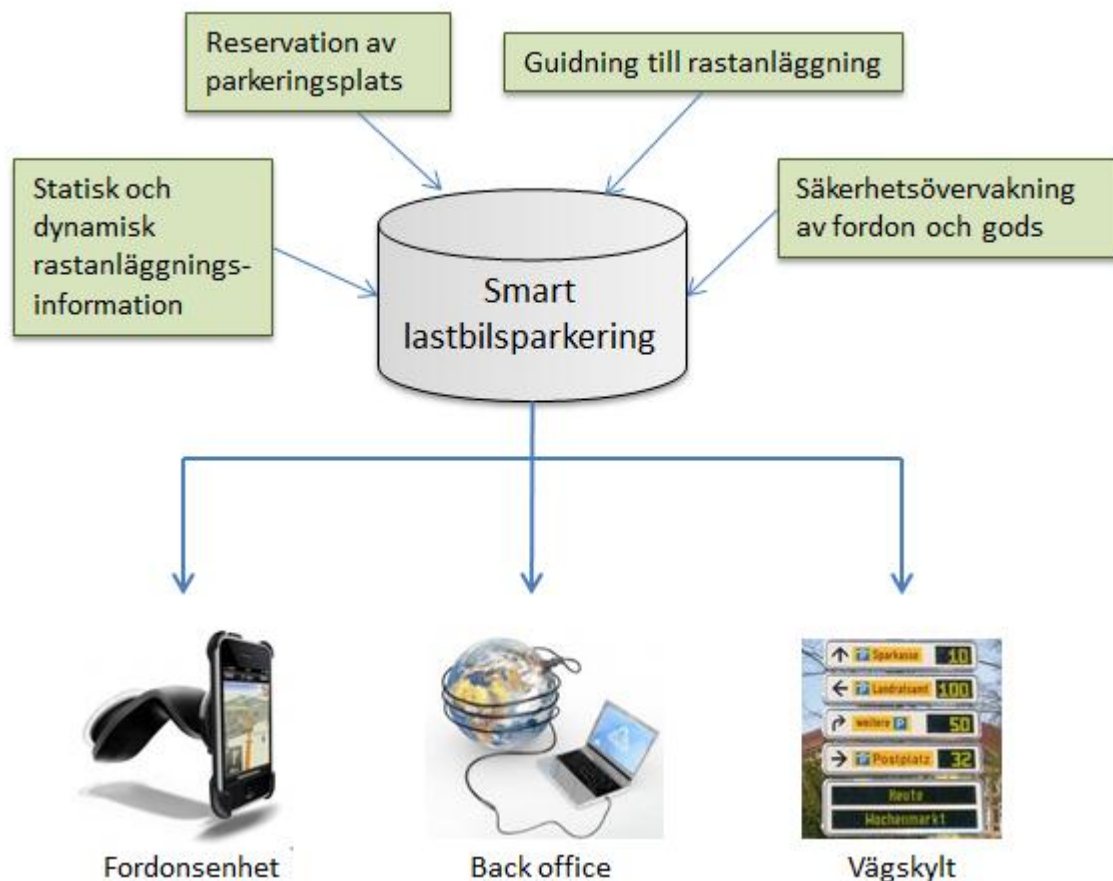 Reservation av
parkeringsplats
Guidning till rastanläggning
Statisk och
dynamisk
rastanläggnings-
information
Säkerhetsövervakning
av fordon och gods
Smart
lastbilsparkering
P Sparkasse 10
P Landratsamt 100
weitere P 50
P Postplatz 32
Heute
Wochenmarkt
Fordonsenhet
Back office
Vägskylt